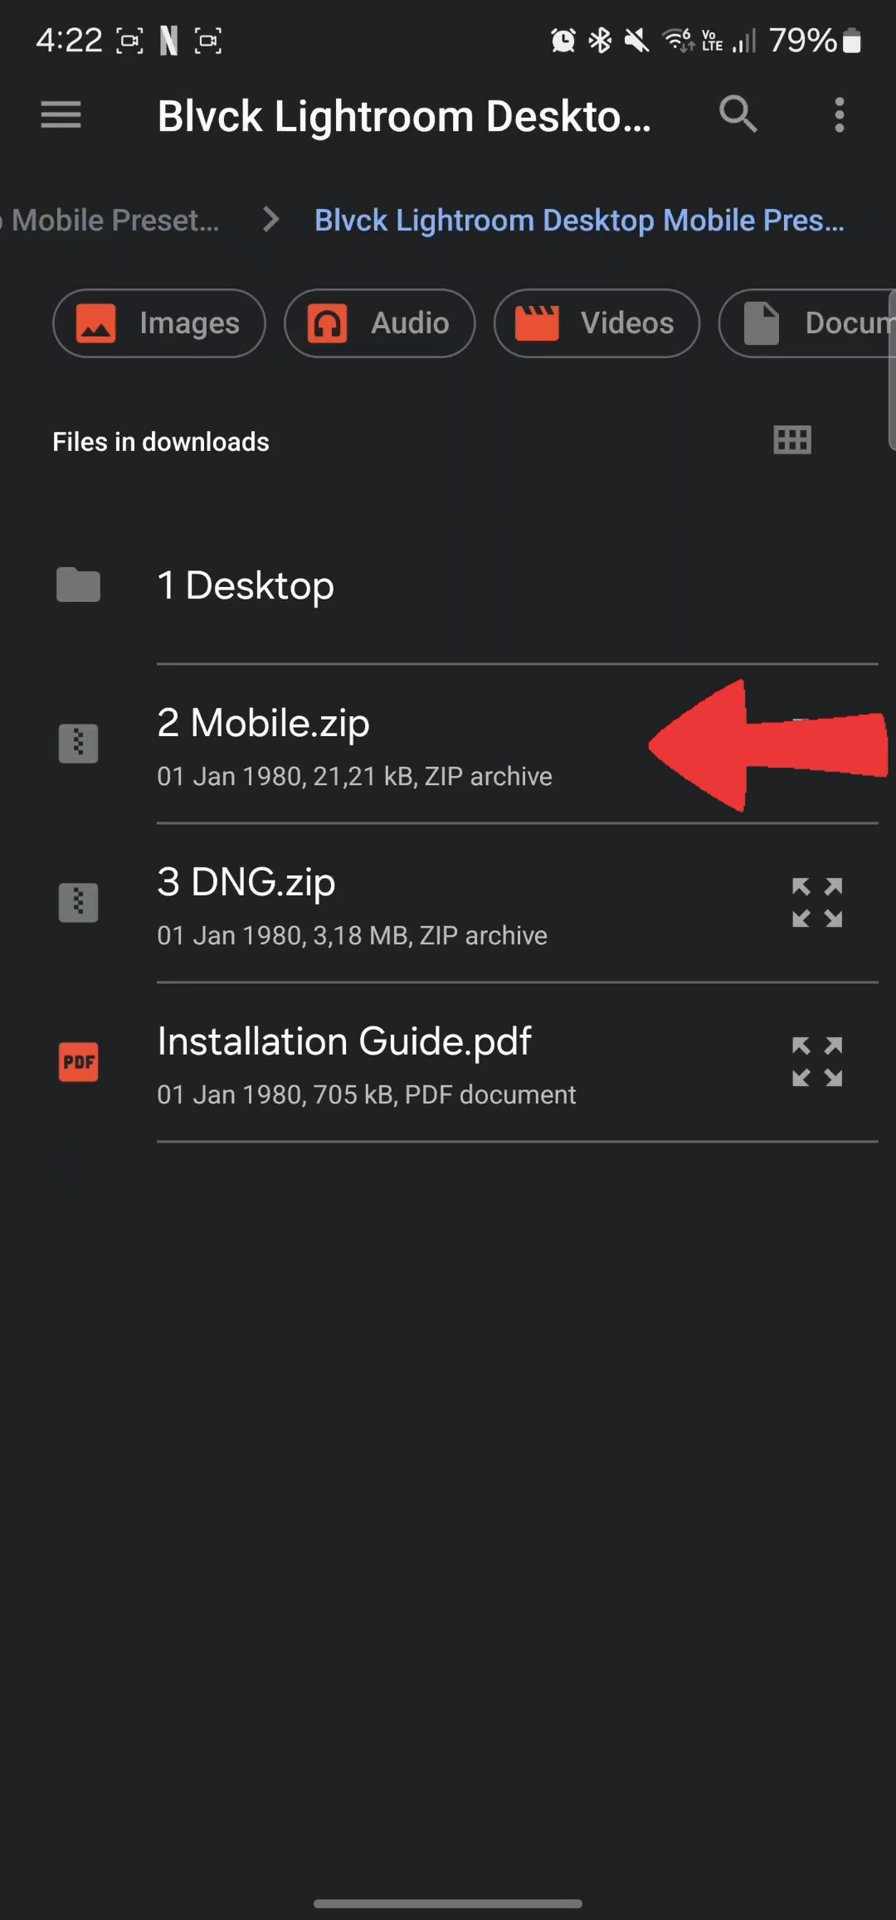 4:22
Vo LTE
79%
Blvck Lightroom Deskto...
Mobile Preset...
Blvck Lightroom Desktop Mobile Pres...
Images
Audio
Videos
Docum
Files in downloads
1 Desktop
2 Mobile.zip
01 Jan 1980, 21,21 kB, ZIP archive
3 DNG.zip
01 Jan 1980, 3,18 MB, ZIP archive
PDF
Installation Guide.pdf
01 Jan 1980, 705 kB, PDF document